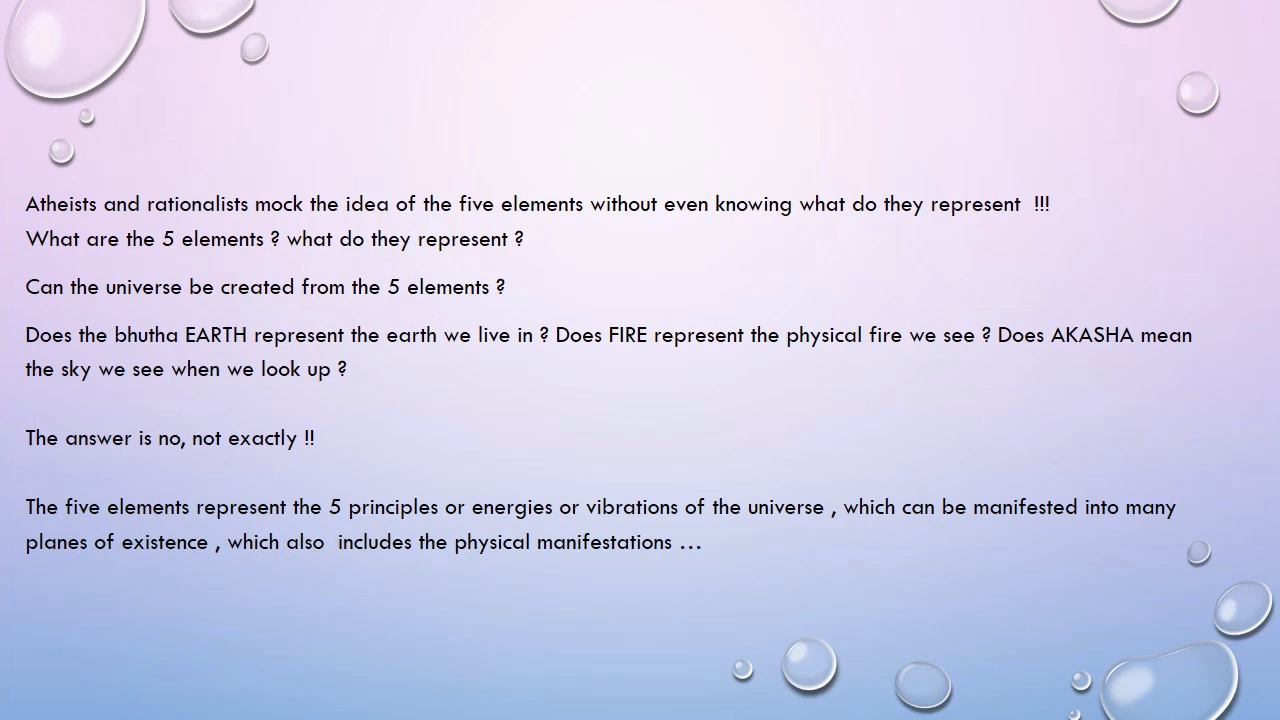 Atheists and rationalists mock the idea of the five elements without even knowing what do they represent  !!!
What are the 5 elements ? what do they represent ?
Can the universe be created from the 5 elements ?
Does the bhutha EARTH represent the earth we live in ? Does FIRE represent the physical fire we see ? Does AKASHA mean
the sky we see when we look up ?
The answer is no, not exactly !!
The five elements represent the 5 principles or energies or vibrations of the universe , which can be manifested into many
planes of existence , which also  includes the physical manifestations …